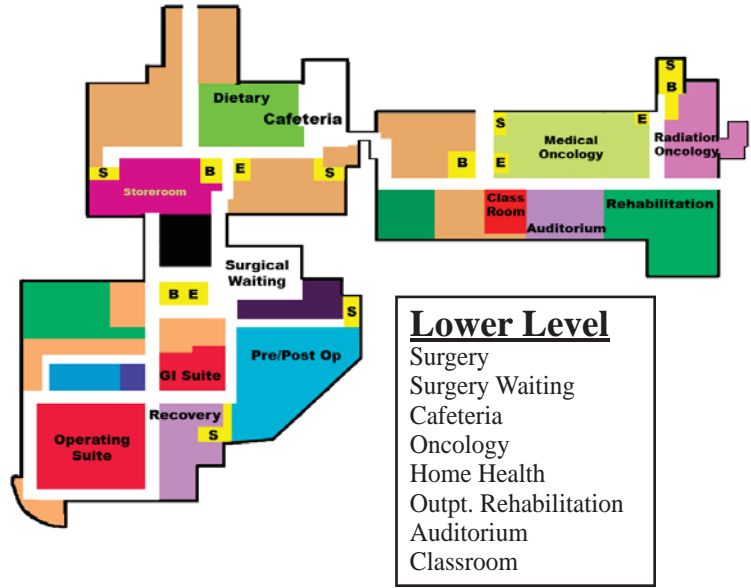 S
Dietary
B
Cafeteria
S
E
Medical
Oncology
E
Radiation
Oncology
B
E
S
B
E
S
Storeroom
Class
Room
Rehabilitation
Auditorium
Surgical
Waiting
B E
S
Pre/Post Op
GI Suite
Recovery
Operating
Suite
S
Lower Level
Surgery
Surgery Waiting
Cafeteria
Oncology
Home Health
Outpt. Rehabilitation
Auditorium
Classroom